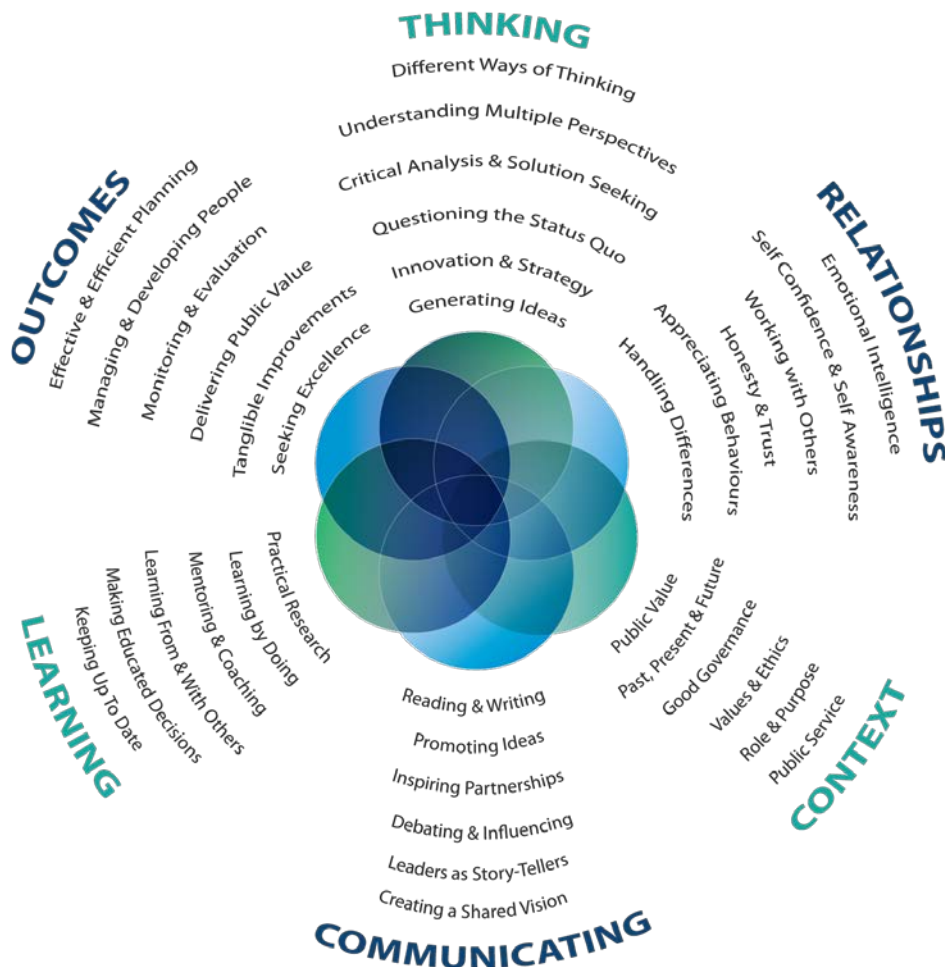 THINKING
Different Ways of Thinking
Understanding Multiple Perspectives
Critical Analysis & Solution Seeking
Questioning the Status Quo
Innovation & Strategy
Generating Ideas
RELATIONSHIPS
Emotional Intelligence
Self Confidence & Self Awareness
Working with Others
Honesty & Trust
Appreciating Behaviours
Handling Differences
CONTEXT
Public Service
Role & Purpose
Values & Ethics
Good Governance
Past, Present & Future
Public Value
Reading & Writing
Promoting Ideas
Inspiring Partnerships
Debating & Influencing
Leaders as Story-Tellers
Creating a Shared Vision
COMMUNICATING
LEARNING
Keeping Up To Date
Making Educated Decisions
Learning From & With Others
Mentoring & Coaching
Learning by Doing
Practical Research
OUTCOMES
Effective & Efficient Planning
Managing & Developing People
Monitoring & Evaluation
Delivering Public Value
Tanglible Improvements
Seeking Excellence